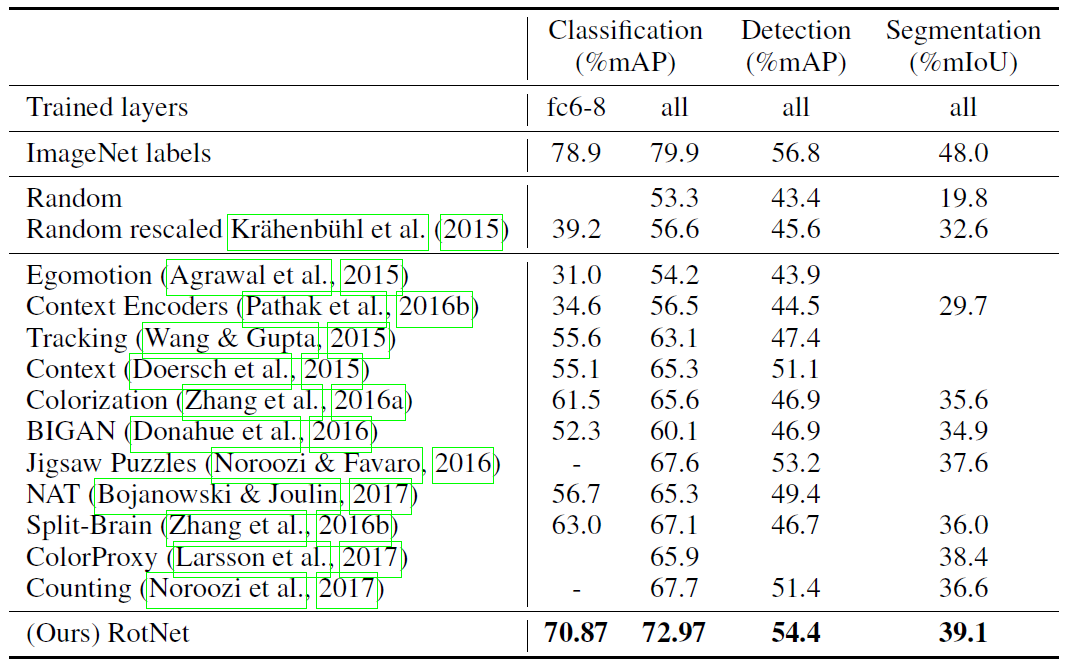 Classification Detection Segmentation
(%mAP) (%mAP) (%mIoU)
Trained layers fc6-8 all all all
ImageNet labels 78.9 79.9 56.8 48.0
Random 53.3 43.4 19.8
Random rescaled Krähenbühl et al. (2015) 39.2 56.6 45.6 32.6
Egomotion (Agrawal et al., 2015) 31.0 54.2 43.9
Context Encoders (Pathak et al., 2016b) 34.6 56.5 44.5 29.7
Tracking (Wang & Gupta, 2015) 55.6 63.1 47.4
Context (Doersch et al., 2015) 55.1 65.3 51.1
Colorization (Zhang et al., 2016a) 61.5 65.6 46.9 35.6
BIGAN (Donahue et al., 2016) 52.3 60.1 46.9 34.9
Jigsaw Puzzles (Noroozi & Favaro, 2016) - 67.6 53.2 37.6
NAT (Bojanowski & Joulin, 2017) 56.7 65.3 49.4
Split-Brain (Zhang et al., 2016b) 63.0 67.1 46.7 36.0
ColorProxy (Larsson et al., 2017) 65.9 38.4
Counting (Noroozi et al., 2017) - 67.7 51.4 36.6
(Ours) RotNet 70.87 72.97 54.4 39.1